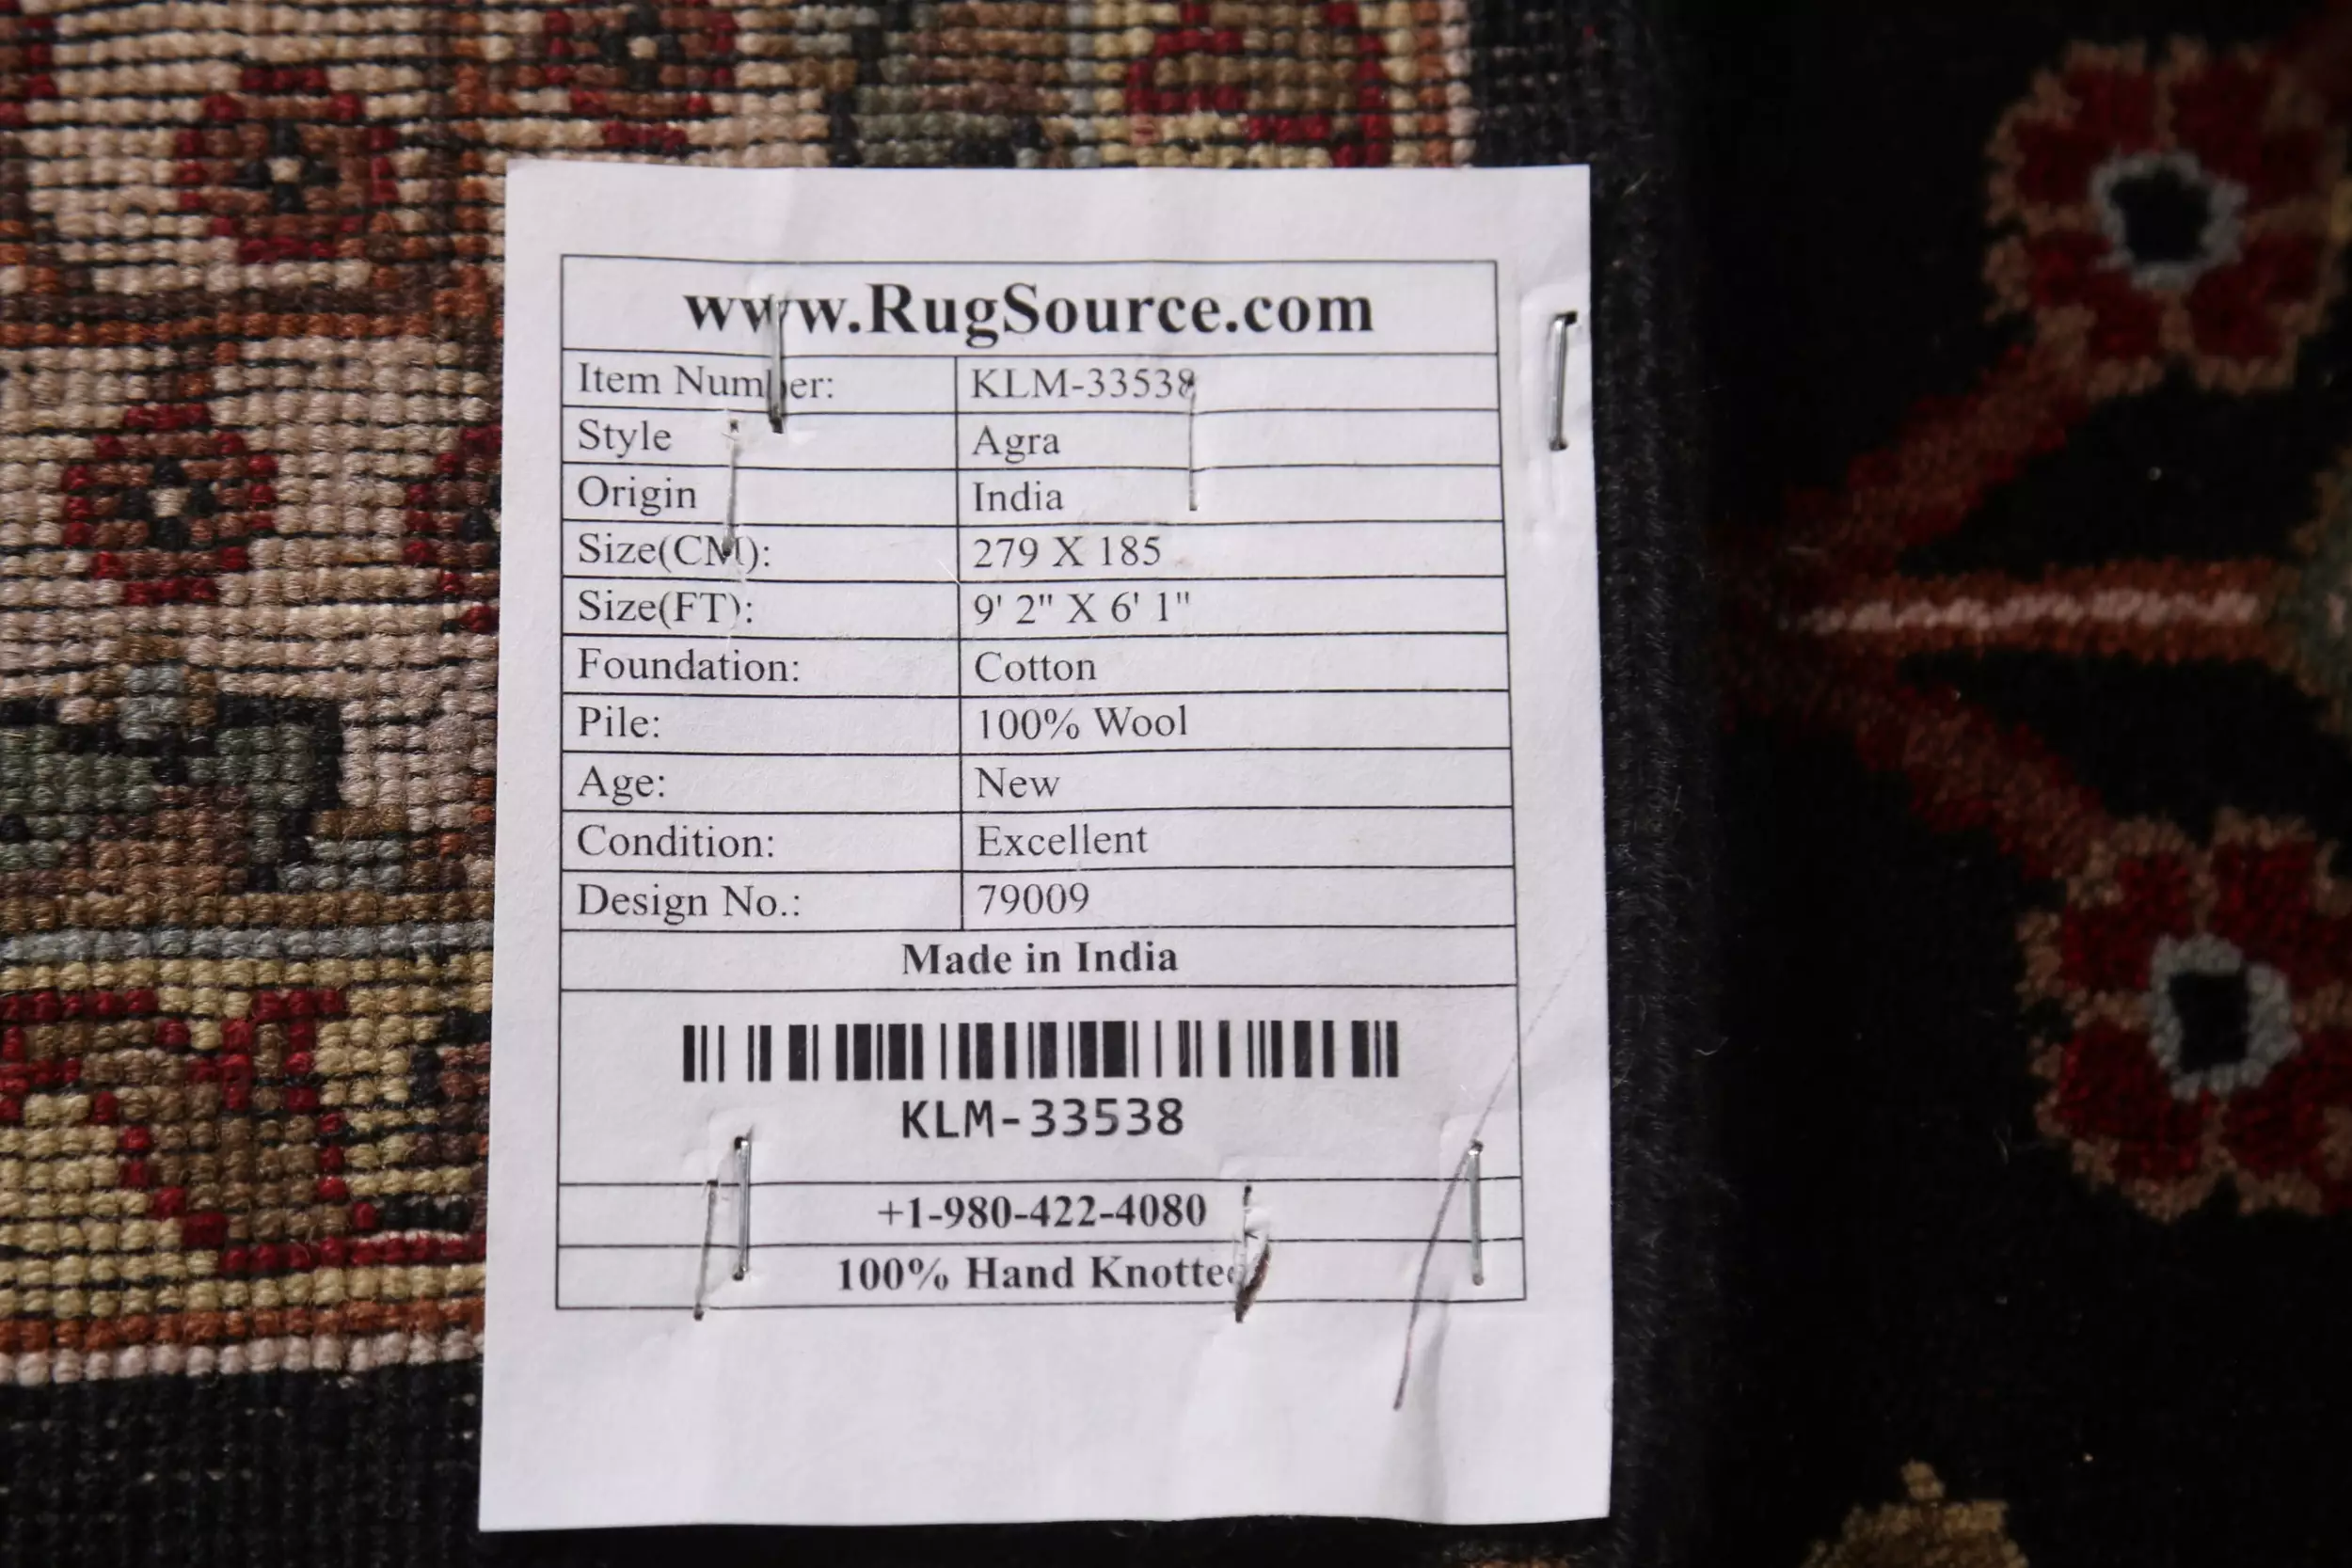 www.RugSource.com
Item Number: KLM-33538
Style Agra
Origin India
Size(CM): 279 X 185
Size(FT): 9' 2" X 6' 1"
Foundation: Cotton
Pile: 100% Wool
Age: New
Condition: Excellent
Design No.: 79009
Made in India
KLM-33538
+1-980-422-4080
100% Hand Knotted